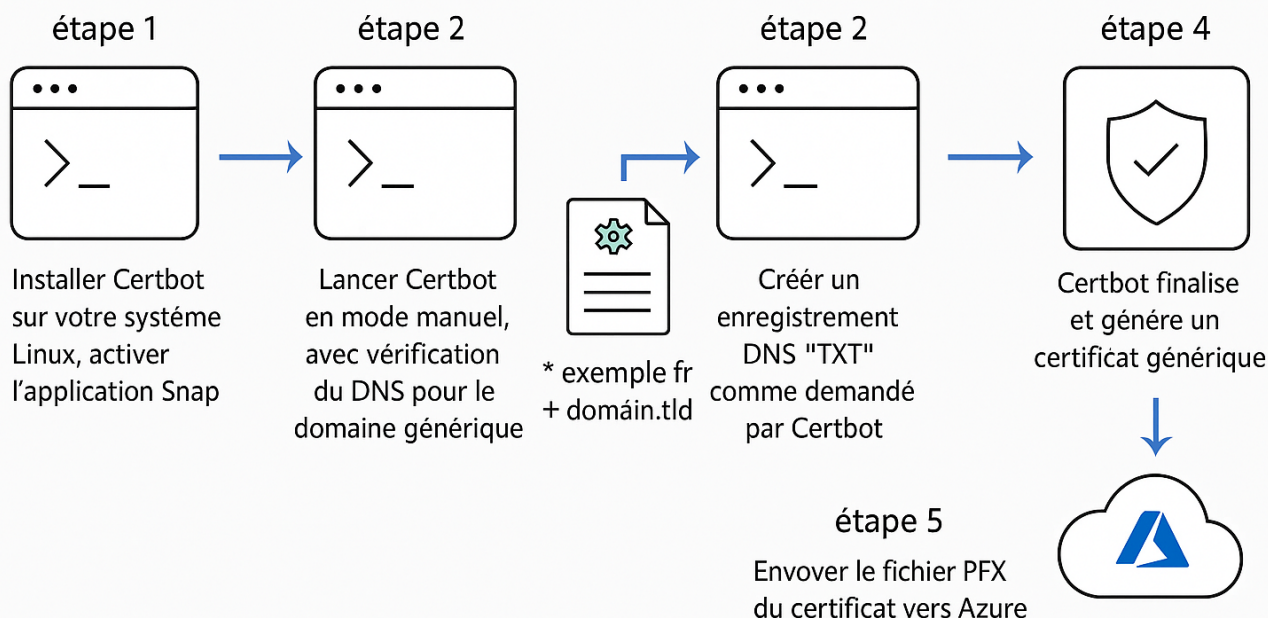 étape 1
Installer Certbot
sur votre systéme
Linux, activer
l'application Snap
étape 2
Lancer Certbot
en mode manuel,
avec vérification
du DNS pour le
domaine générique
* exemple fr
+ domáin.tld
étape 2
Créér un
enregistrement
DNS "TXT"
comme demandé
par Certbot
étape 4
Certbot finalise
et génére un
certificat générique
étape 5
Envover le fichier PFX
du certificat vers Azure